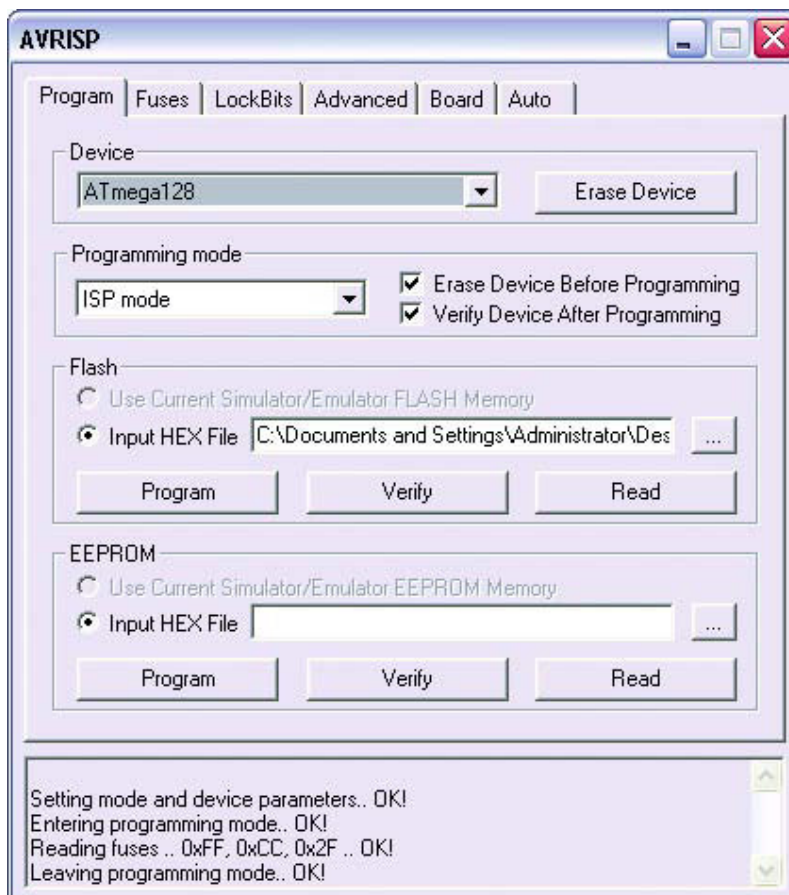 AVRISP
Program Fuses LockBits Advanced Board Auto
Device
ATmega128
Erase Device
Programming mode
ISP mode
Erase Device Before Programming
Verify Device After Programming
Flash
Use Current Simulator/Emulator FLASH Memory
Input HEX File C:\Documents and Settings\Administrator\Des ...
Program Verify Read
EEPROM
Use Current Simulator/Emulator EEPROM Memory
Input HEX File ...
Program Verify Read
Setting mode and device parameters.. OK!
Entering programming mode.. OK!
Reading fuses .. 0xFF, 0xCC, 0x2F .. OK!
Leaving programming mode.. OK!